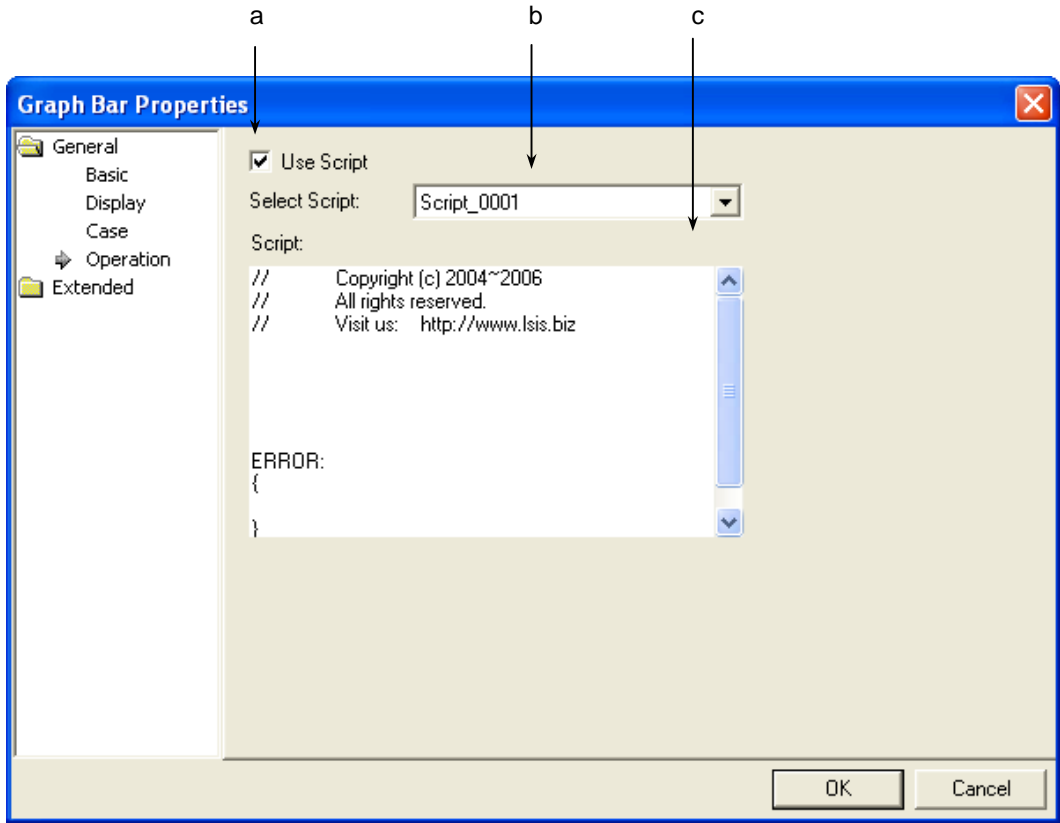 a b c
Graph Bar Properties
General
Basic
Display
Case
Operation
Extended
Use Script
Select Script: Script_0001
Script:
// Copyright (c) 2004~2006
// All rights reserved.
// Visit us: http://www.lsis.biz
ERROR:
{
}
OK Cancel